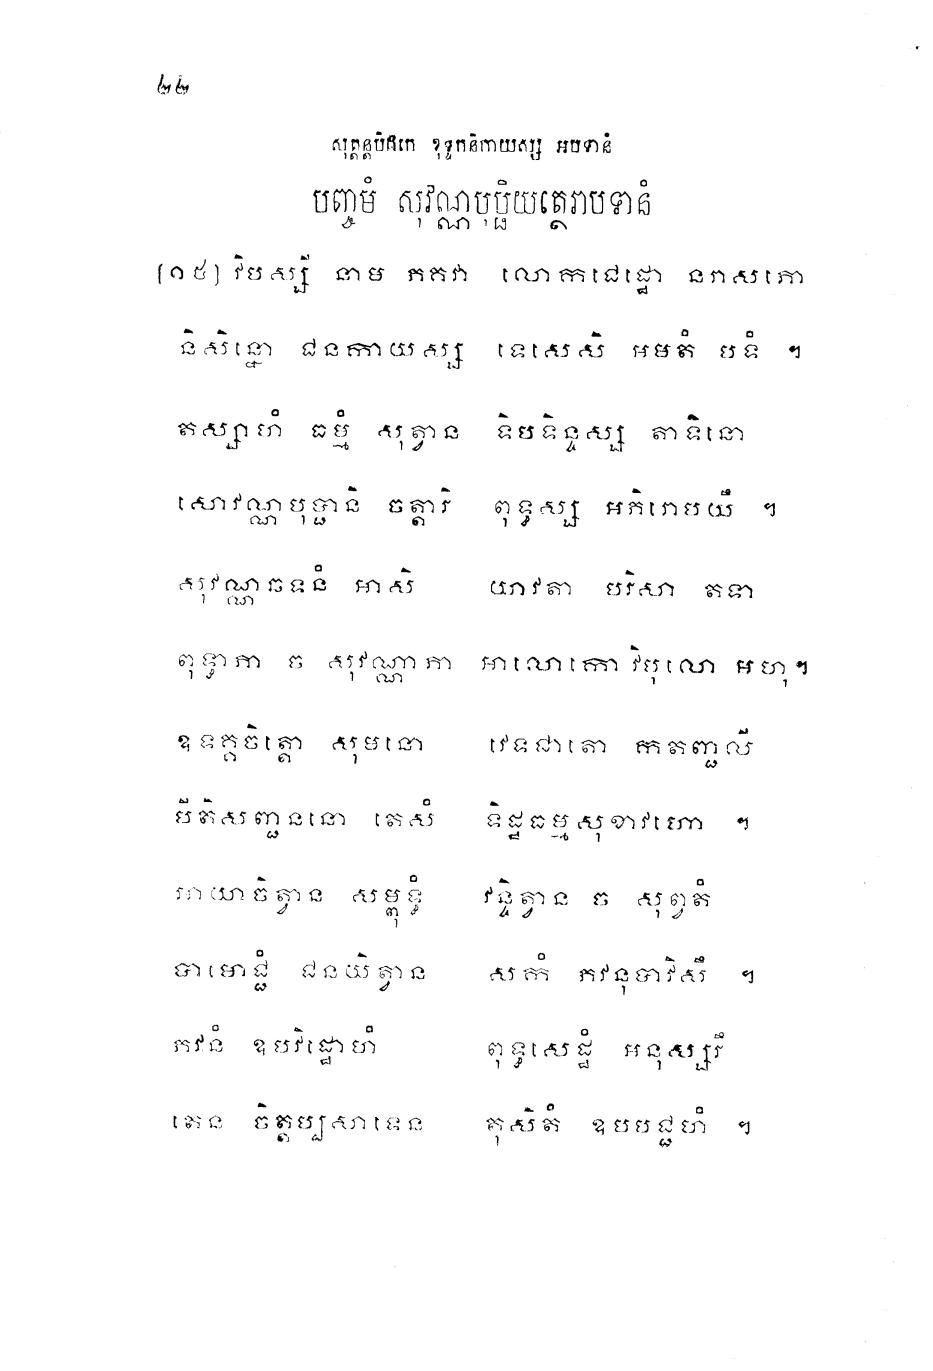 ២២
សុត្តន្តបិដកេ ខុទ្ទកនិកាយស្ស អបទានំ
បញ្ចមំ សុវណ្ណបុប្ផិយត្ថេរាបទានំ
[១៥] វិបស្សី នាម ភគវា លោកជេដ្ឋោ នរាសភោ
និសិន្នោ ជនកាយស្ស ទេសេសិ អមតំ បទំ ។
តស្សាហំ ធម្មំ សុត្វាន ទិបទិន្ទស្ស តាទិនោ
សោវណ្ណបុប្ផានិ ចត្តារិ ពុទ្ធស្ស អភិរោបយឹ ។
សុវណ្ណច្ឆទនំ អាសិ យាវតា បរិសា តទា
ពុទ្ធាភា ច សុវណ្ណាភា អាលោកោ វិបុលោ អហុ។
ឧទគ្គចិត្តោ សុមនោ វេទជាតោ កតញ្ជលី
បីតិសញ្ជននោ តេសំ ទិដ្ឋធម្មសុខាវហោ ។
អាយាចិត្វាន សម្ពុទ្ធំ វន្ទិត្វាន ច សុព្វតំ
បាមោជ្ជំ ជនយិត្វាន សកំ ភវនុបាវិសឹ ។
ភវនំ ឧបវិដ្ឋោហំ ពុទ្ធសេដ្ឋំ អនុស្សរឹ
តេន ចិត្តប្បសាទេន តុសិតំ ឧបបជ្ជហំ ។